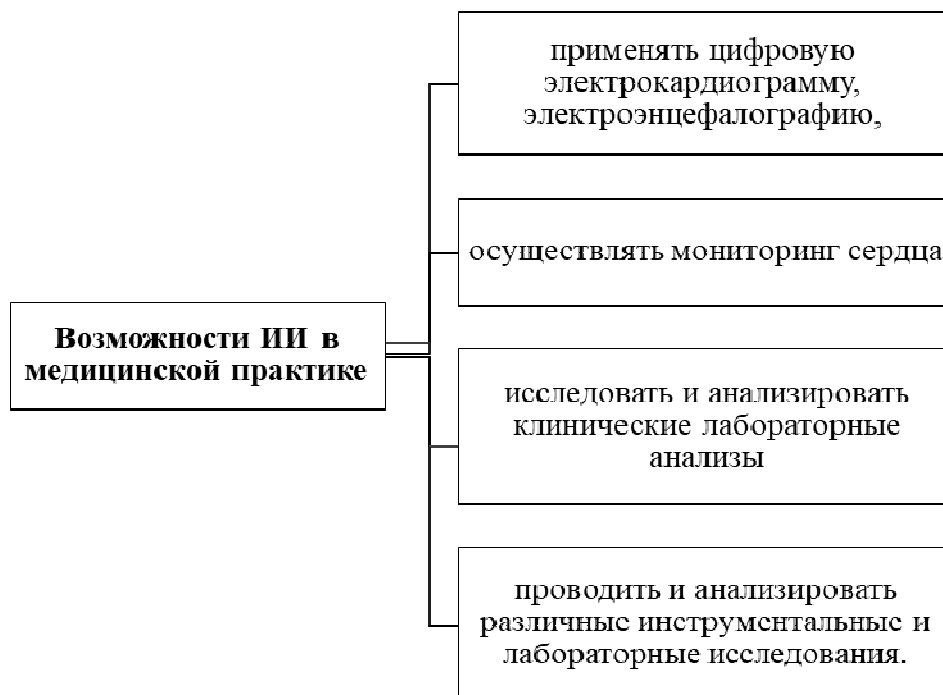 применять цифровую
электрокардиограмму,
электроэнцефалографию,
осуществлять мониторинг сердца
Возможности ИИ в
медицинской практике
исследовать и анализировать
клинические лабораторные
анализы
проводить и анализировать
различные инструментальные и
лабораторные исследования.